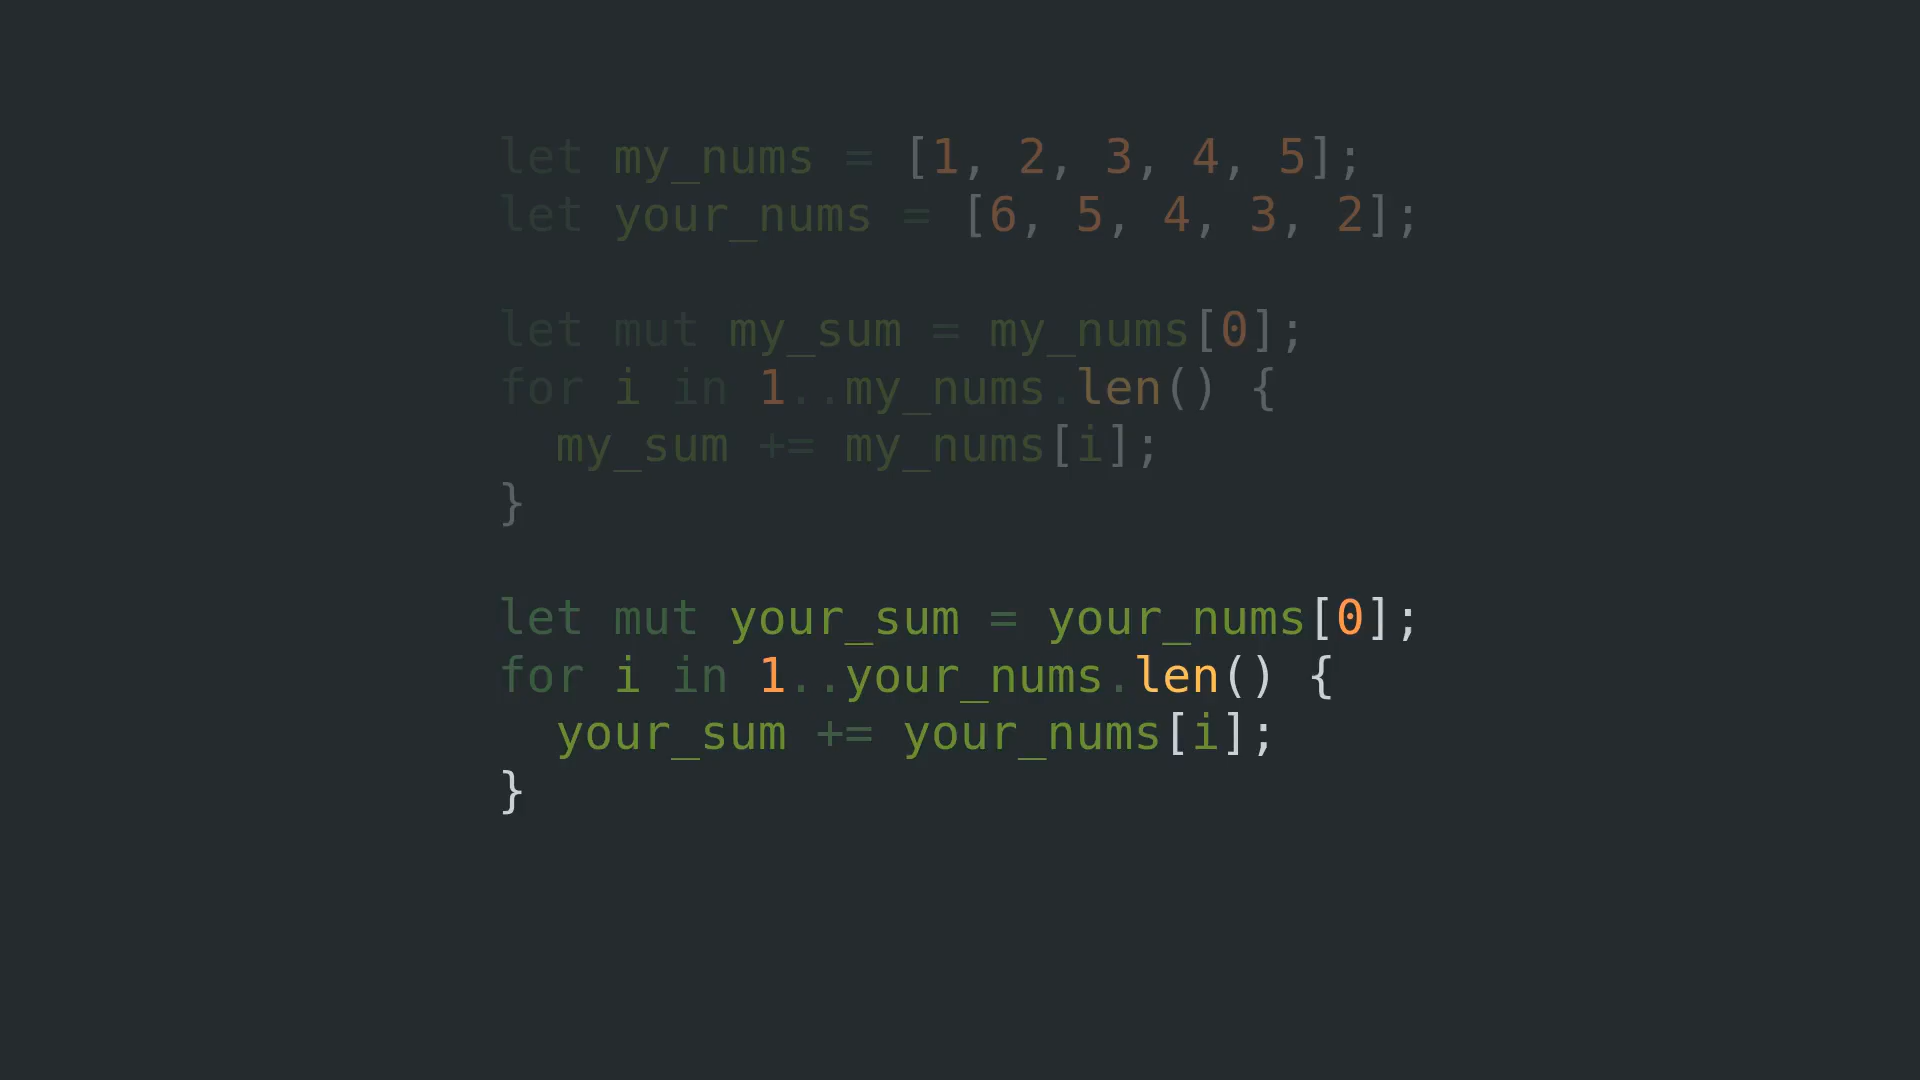 let my_nums = [1, 2, 3, 4, 5];
let your_nums = [6, 5, 4, 3, 2];

let mut my_sum = my_nums[0];
for i in 1..my_nums.len() {
  my_sum += my_nums[i];
}

let mut your_sum = your_nums[0];
for i in 1..your_nums.len() {
  your_sum += your_nums[i];
}